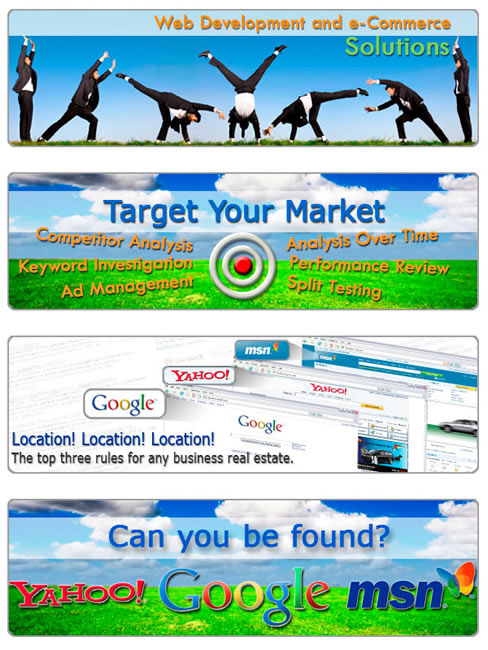 Web Development and e-Commerce
Solutions
Target Your Market
Competitor Analysis
Keyword Investigation
Ad Management
Analysis Over Time
Performance Review
Split Testing
msn
YAHOO!
Google
msn
YAHOO!
Google
Location! Location! Location!
The top three rules for any business real estate.
Can you be found?
YAHOO! Google msn